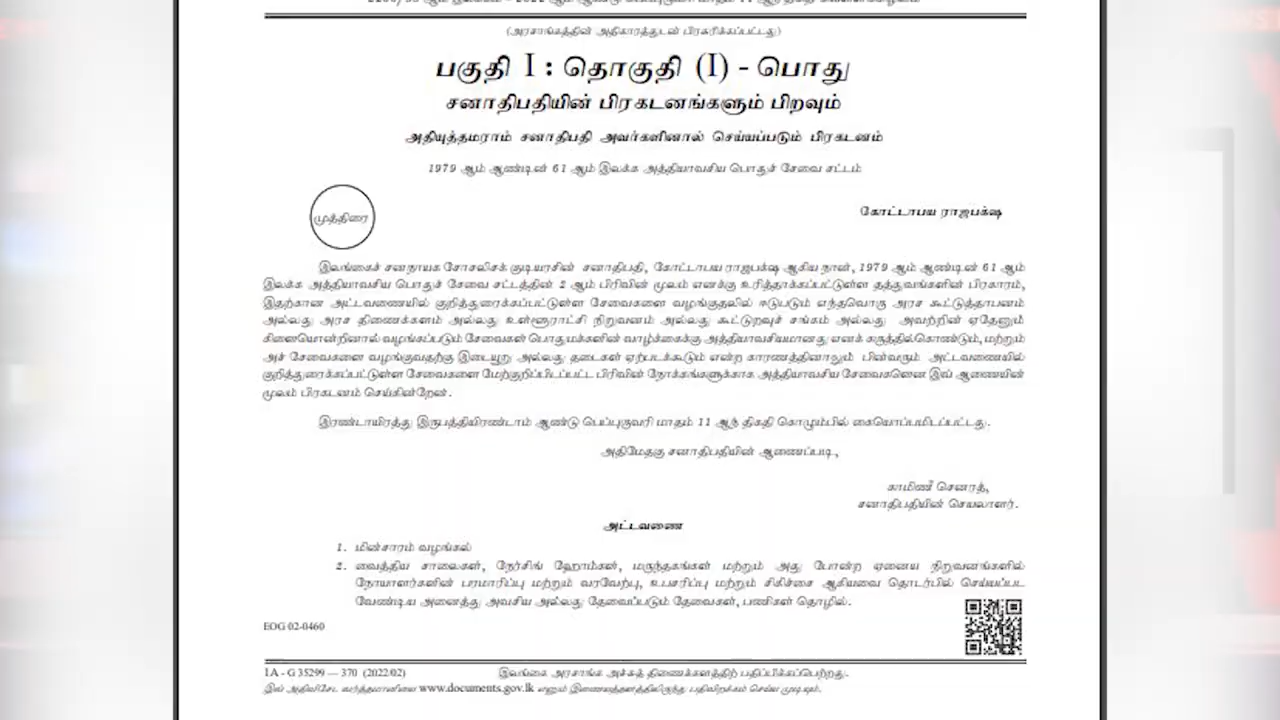 (அரசாங்கத்தின் அதிகாரத்துடன் பிரசுரிக்கப்பட்டது)
பகுதி I : தொகுதி (I) - பொது
சனாதிபதியின் பிரகடனங்களும் பிறவும்
அதியுத்தமராம் சனாதிபதி அவர்களினால் செய்யப்படும் பிரகடனம்
1979 ஆம் ஆண்டின் 61 ஆம் இலக்க அத்தியாவசிய பொதுச் சேவை சட்டம்
முத்திரை
கோட்டாபய ராஜபக்ஷ
இலங்கைச் சனநாயக சோசலிசக் குடியரசின் சனாதிபதி, கோட்டாபய ராஜபக்ஷ ஆகிய நான், 1979 ஆம் ஆண்டின் 61 ஆம்
இலக்க அத்தியாவசிய பொதுச் சேவை சட்டத்தின் 2 ஆம் பிரிவின் மூலம் எனக்கு உரித்தாக்கப்பட்டுள்ள தத்துவங்களின் பிரகாரம்,
இதற்கான அட்டவணையில் குறித்துரைக்கப்பட்டுள்ள சேவைகளை வழங்குதலில் ஈடுபடும் எந்தவொரு அரச கூட்டுத்தாபனம்
அல்லது அரச திணைக்களம் அல்லது உள்ளூராட்சி நிறுவனம் அல்லது கூட்டுறவுச் சங்கம் அல்லது அவற்றின் ஏதேனும்
கிளையொன்றினால் வழங்கப்படும் சேவைகள் பொதுமக்களின் வாழ்க்கைக்கு அத்தியாவசியமானது எனக் கருத்தில்கொண்டும், மற்றும்
அச் சேவைகளை வழங்குவதற்கு இடையூறு அல்லது தடைகள் ஏற்படக்கூடும் என்ற காரணத்தினாலும் பின்வரும் அட்டவணையில்
குறித்துரைக்கப்பட்டுள்ள சேவைகளை மேற்குறிப்பிடப்பட்ட பிரிவின் நோக்கங்களுக்காக அத்தியாவசிய சேவைகளென இவ் ஆணையின்
மூலம் பிரகடனம் செய்கின்றேன்.
இரண்டாயிரத்து இருபத்தியிரண்டாம் ஆண்டு பெப்புருவரி மாதம் 11 ஆந் திகதி கொழும்பில் கையொப்பமிடப்பட்டது.
அதிமேதகு சனாதிபதியின் ஆணைப்படி,
காமிணீ செனரத்,
சனாதிபதியின் செயலாளர்.
அட்டவணை
1. மின்சாரம் வழங்கல்
2. வைத்திய சாலைகள், நேர்சிங் ஹோம்கள், மருந்தகங்கள் மற்றும் அது போன்ற ஏனைய நிறுவனங்களில்
நோயாளர்களின் பராமரிப்பு மற்றும் வரவேற்பு, உபசரிப்பு மற்றும் சிகிச்சை ஆகியவை தொடர்பில் செய்யப்பட
வேண்டிய அனைத்து அவசிய அல்லது தேவைப்படும் தேவைகள், பணிகள் தொழில்.
EOG 02-0460
1A - G 35299 — 370 (2022/02) இலங்கை அரசாங்க அச்சுத் திணைக்களத்திற் பதிப்பிக்கப்பெற்றது.
இவ் அதிவிசேட வர்த்தமானியை www.documents.gov.lk எனும் இணையத்தளத்திலிருந்து பதிவிறக்கம் செய்ய முடியும்.